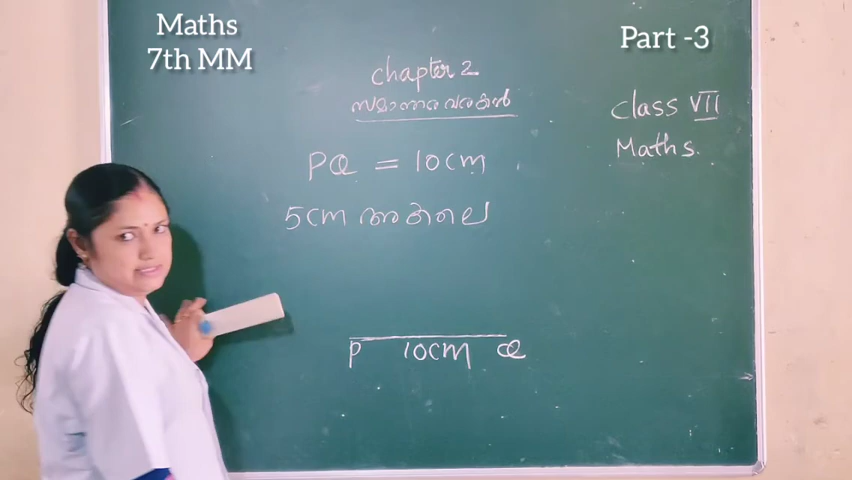 Maths
7th MM
Part -3
chapter 2
സമാന്തര വരകൾ
class VII
Maths.
PQ = 10cm
5cm അകലെ
P 10cm Q